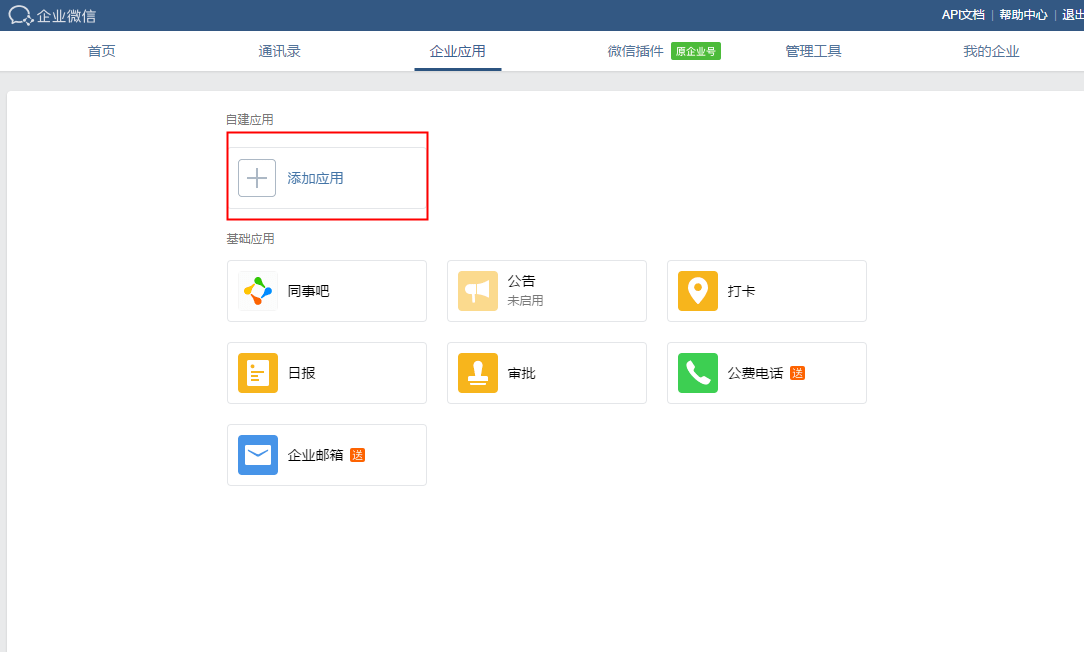 企业微信
API文档 | 帮助中心 | 退出
首页 通讯录 企业应用 微信插件 原企业号 管理工具 我的企业
自建应用
添加应用
基础应用
同事吧
公告
未启用
打卡
日报
审批
公费电话 送
企业邮箱 送